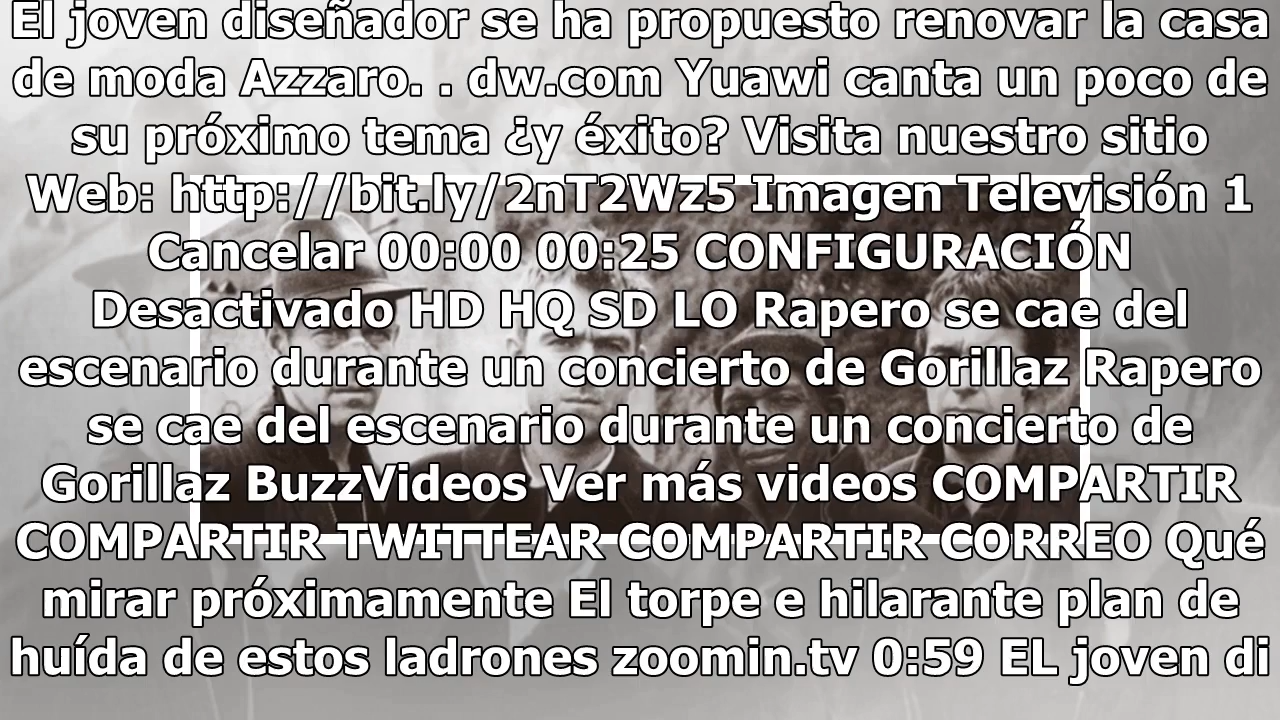 El joven diseñador se ha propuesto renovar la casa
de moda Azzaro. . dw.com Yuawi canta un poco de
su próximo tema ¿y éxito? Visita nuestro sitio
Web: http://bit.ly/2nT2Wz5 Imagen Televisión 1
Cancelar 00:00 00:25 CONFIGURACIÓN
Desactivado HD HQ SD LO Rapero se cae del
escenario durante un concierto de Gorillaz Rapero
se cae del escenario durante un concierto de
Gorillaz BuzzVideos Ver más videos COMPARTIR
COMPARTIR TWITTEAR COMPARTIR CORREO Qué
mirar próximamente El torpe e hilarante plan de
huída de estos ladrones zoomin.tv 0:59 EL joven di